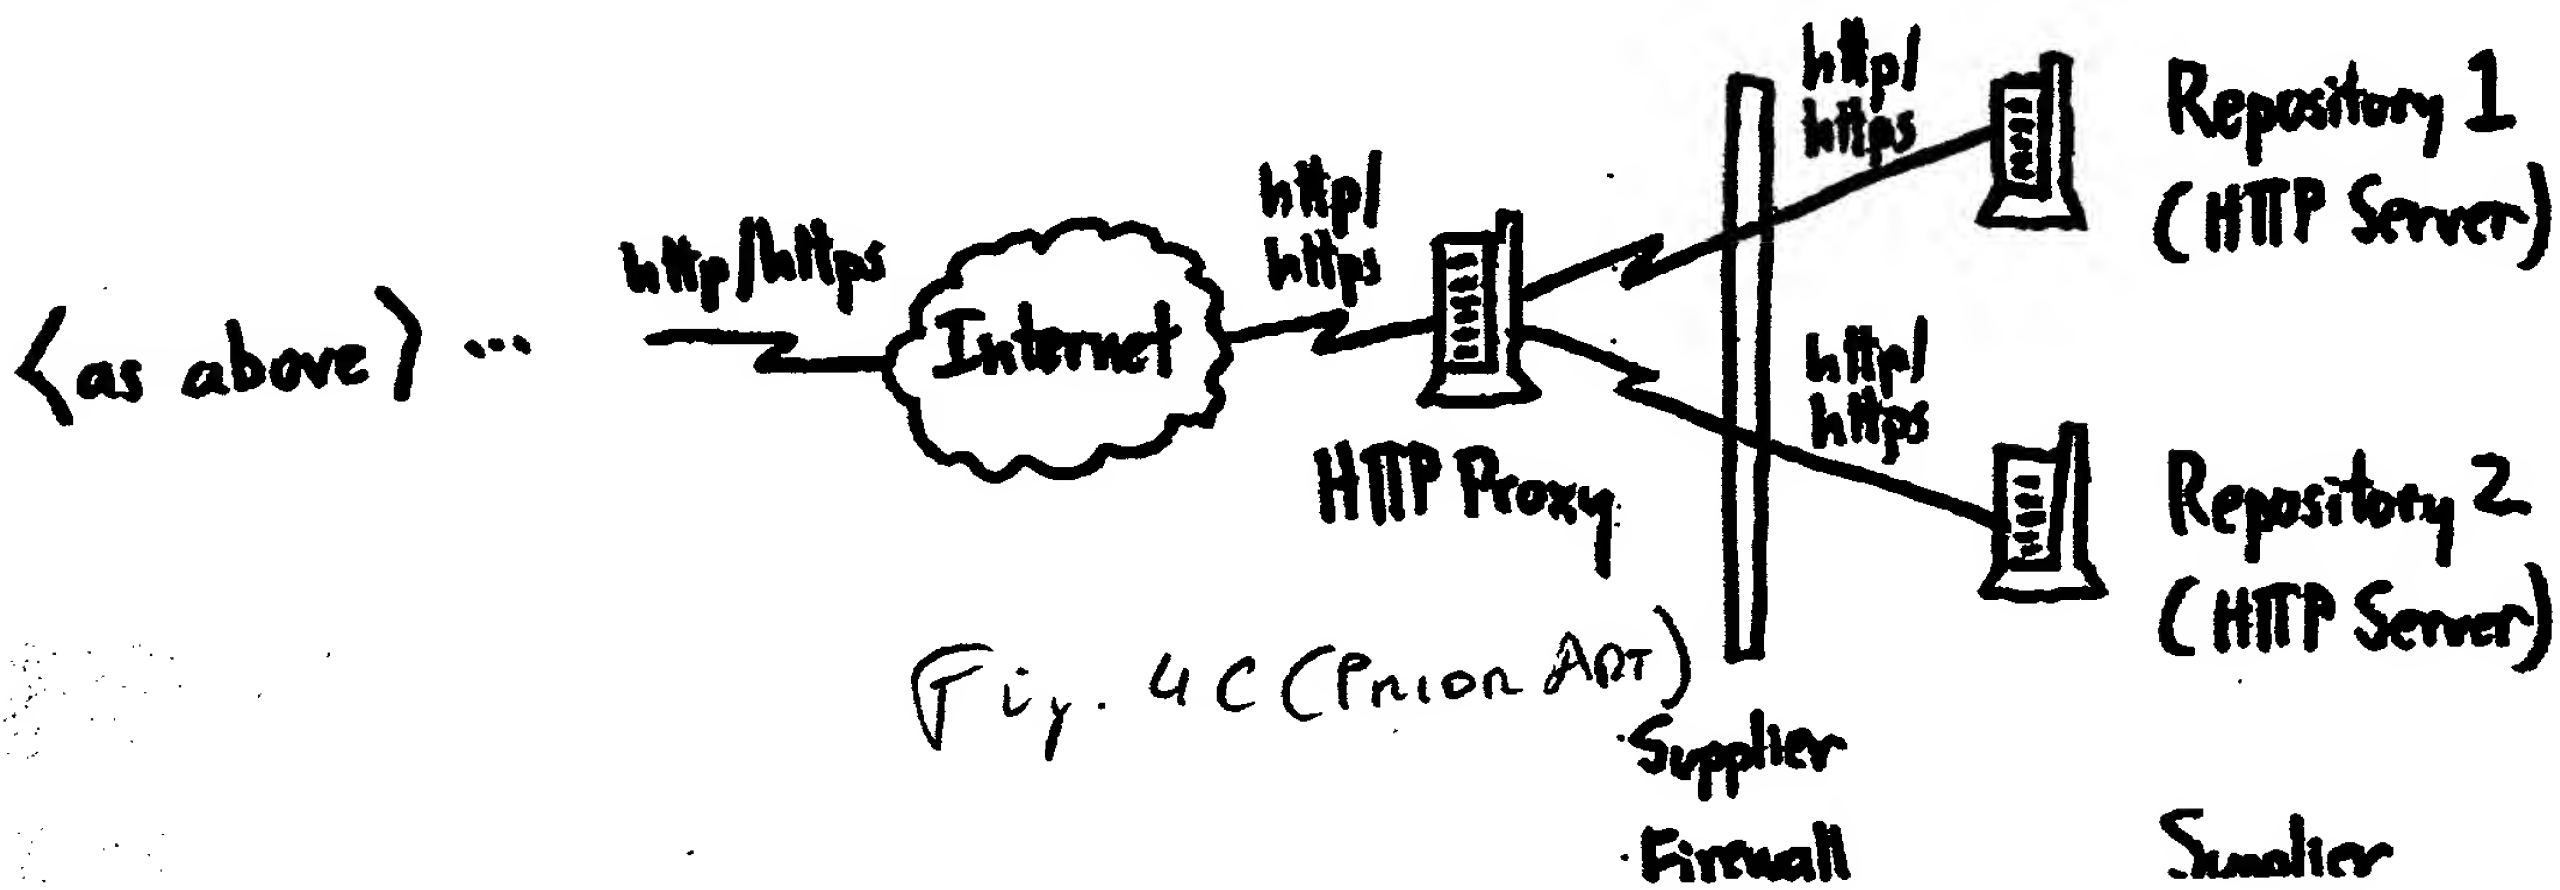 <as above> ...
http/https
Internet
http/
https
HTTP Proxy
http/
https
http/
https
Repository 1
(HTTP Server)
Repository 2
(HTTP Server)
Fig. 4C (Prior Art)
Supplier
Firewall
Supplier